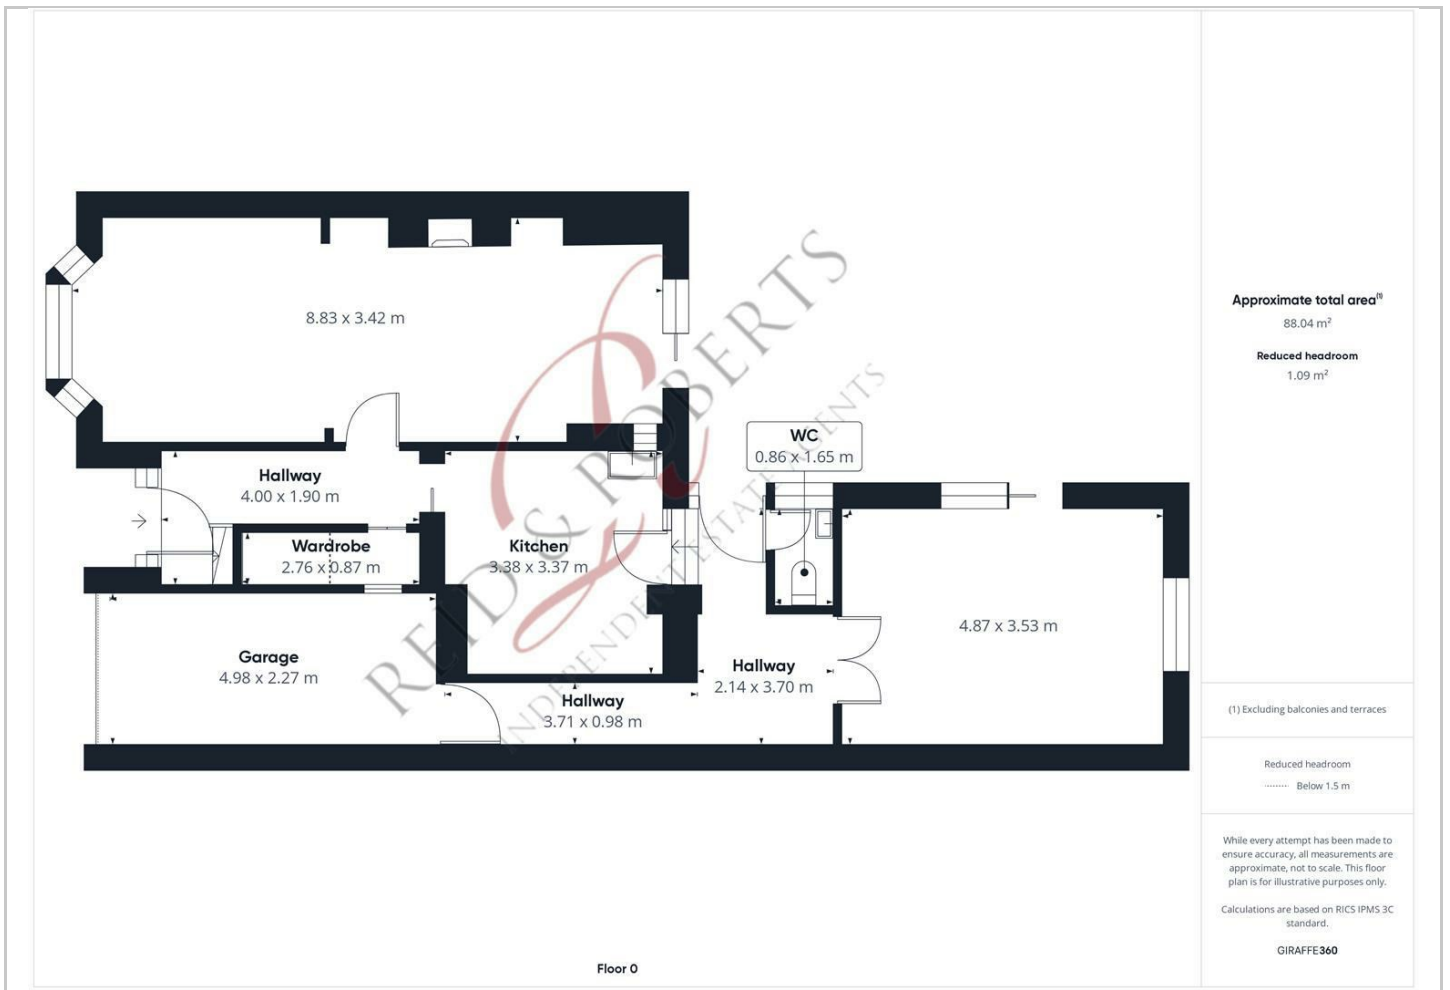 8.83 x 3.42 m
Hallway
4.00 x 1.90 m
Wardrobe
2.76 x 0.87 m
Kitchen
3.38 x 3.37 m
WC
0.86 x 1.65 m
Garage
4.98 x 2.27 m
Hallway
3.71 x 0.98 m
Hallway
2.14 x 3.70 m
4.87 x 3.53 m
REID & ROBERTS
INDEPENDENT ESTATE AGENTS
Floor 0
Approximate total area(1)
88.04 m²
Reduced headroom
1.09 m²
(1) Excluding balconies and terraces
Reduced headroom
Below 1.5 m
While every attempt has been made to
ensure accuracy, all measurements are
approximate, not to scale. This floor
plan is for illustrative purposes only.
Calculations are based on RICS IPMS 3C
standard.
GIRAFFE360